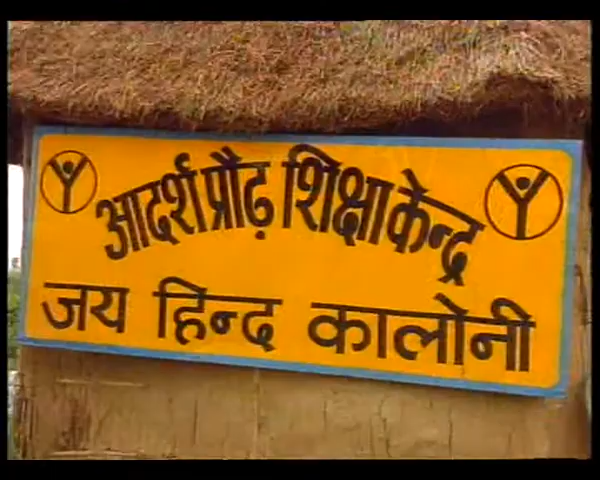 आदर्श प्रौढ़ शिक्षा केन्द्र
जय हिन्द कालोनी